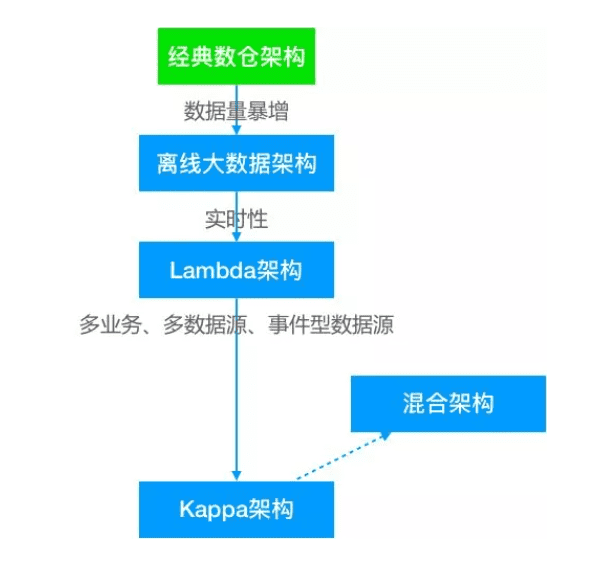 经典数仓架构
数据量暴增
离线大数据架构
实时性
Lambda架构
多业务、多数据源、事件型数据源
混合架构
Kappa架构